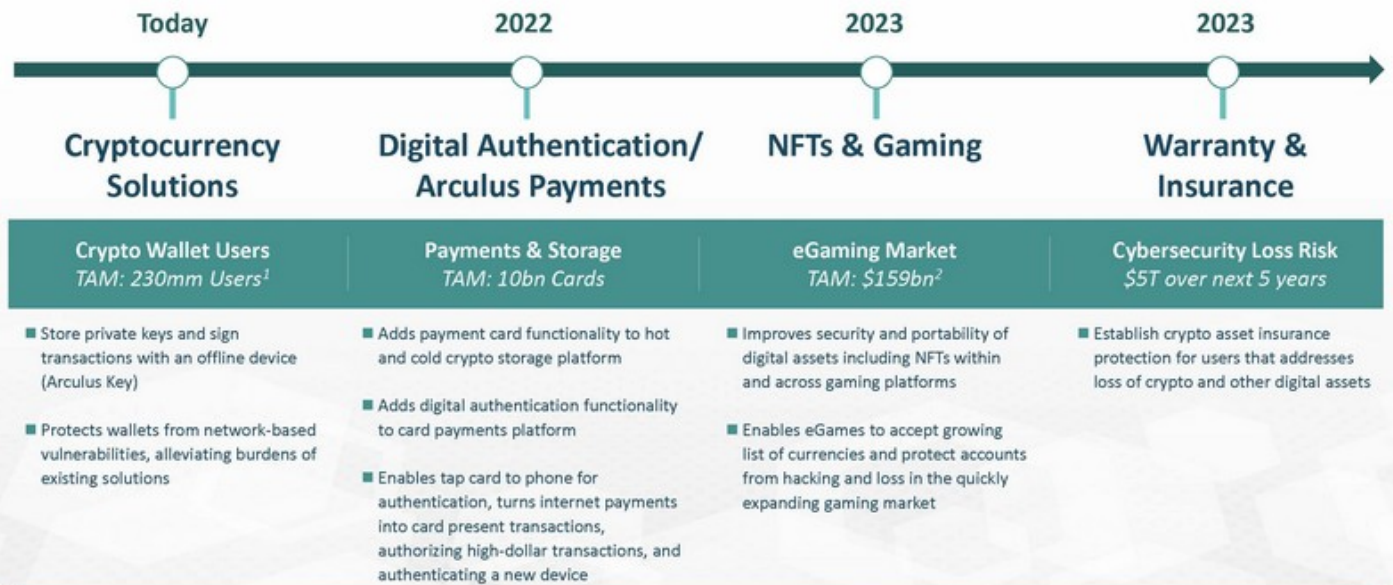 Today
2022
2023
2023
Cryptocurrency
Solutions
Digital Authentication/
Arculus Payments
NFTs & Gaming
Warranty &
Insurance
Crypto Wallet Users
TAM: 230mm Users1
Payments & Storage
TAM: 10bn Cards
eGaming Market
TAM: $159bn2
Cybersecurity Loss Risk
$5T over next 5 years
■ Store private keys and sign
transactions with an offline device
(Arculus Key)
■ Protects wallets from network-based
vulnerabilities, alleviating burdens of
existing solutions
■ Adds payment card functionality to hot
and cold crypto storage platform
■ Adds digital authentication functionality
to card payments platform
■ Enables tap card to phone for
authentication, turns internet payments
into card present transactions,
authorizing high-dollar transactions, and
authenticating a new device
■ Improves security and portability of
digital assets including NFTs within
and across gaming platforms
■ Enables eGames to accept growing
list of currencies and protect accounts
from hacking and loss in the quickly
expanding gaming market
■ Establish crypto asset insurance
protection for users that addresses
loss of crypto and other digital assets